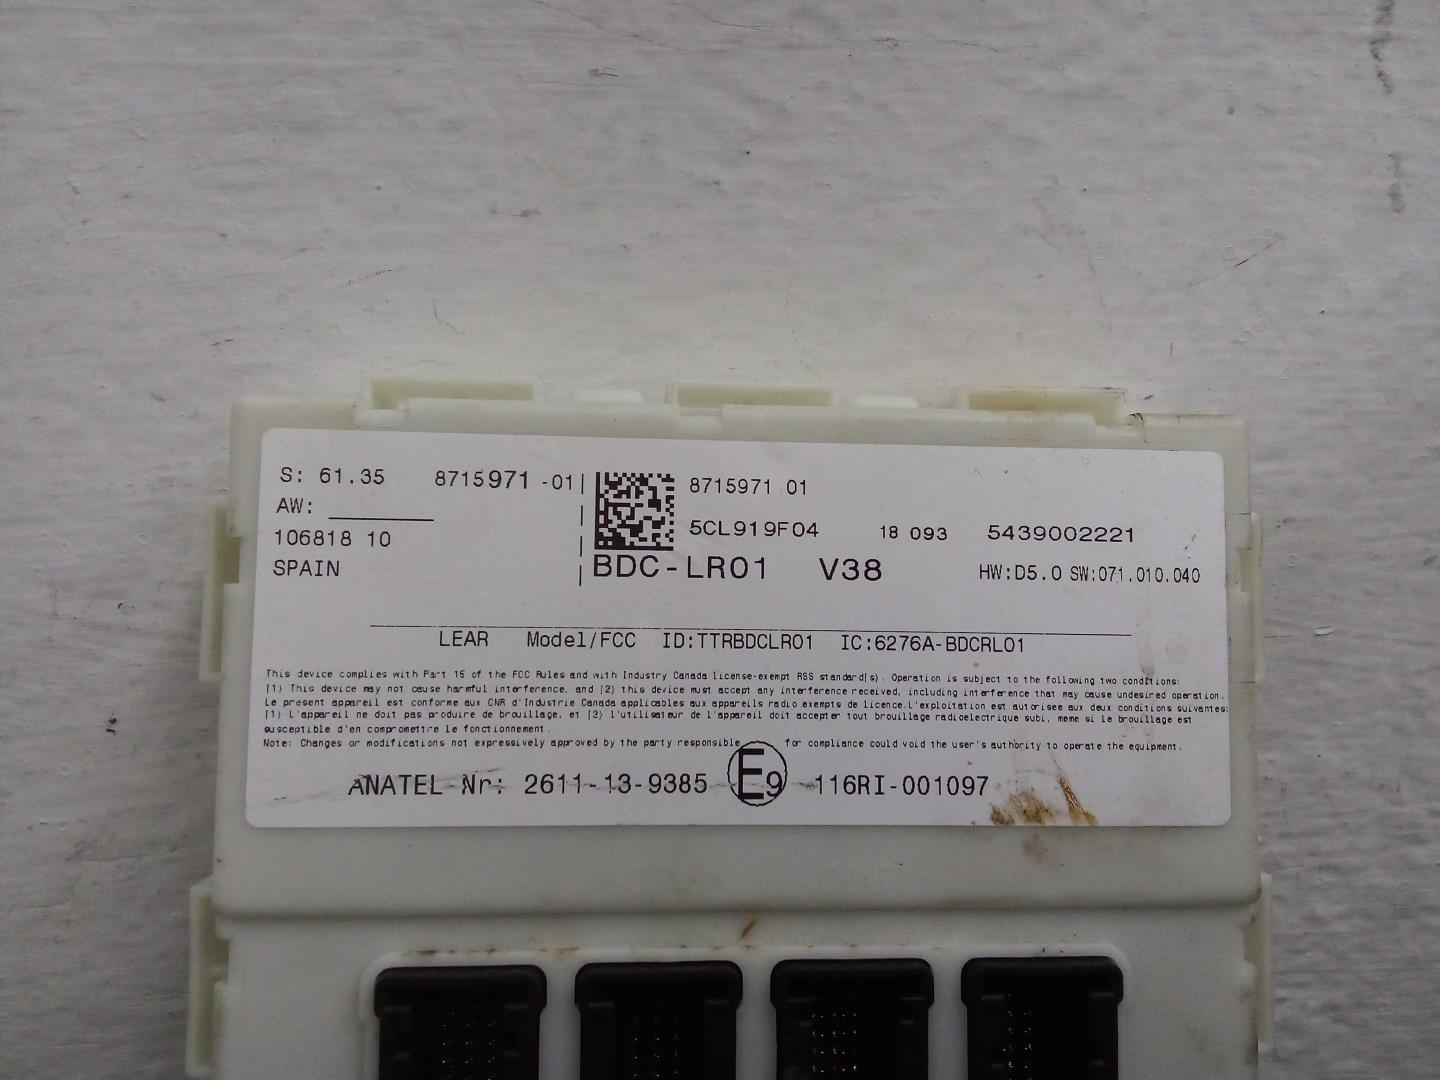 S: 61.35 8715971 -01
AW:
106818 10
SPAIN
8715971 01
5CL919F04 18 093 5439002221
BDC-LR01 V38 HW:D5.0 SW:071.010.040
LEAR Model/FCC ID:TTRBDCLR01 IC:6276A-BDCRL01
This device complies with Part 15 of the FCC Rules and with Industry Canada license-exempt RSS standard(s). Operation is subject to the following two conditions:
(1) This device may not cause harmful interference, and (2) this device must accept any interference received, including interference that may cause undesired operation.
Le present appareil est conforme aux CNR d'Industrie Canada applicables aux appareils radio exempts de licence.L'exploitation est autorisee aux deux conditions suivantes:
(1) L'appareil ne doit pas produire de brouillage, et (2) l'utilisateur de l'appareil doit accepter tout brouillage radioelectrique subi, meme si le brouillage est
susceptible d'en compromettre le fonctionnement.
Note: Changes or modifications not expressively approved by the party responsible for compliance could void the user's authority to operate the equipment.
ANATEL-Nr: 2611-13-9385 E9 116RI-001097